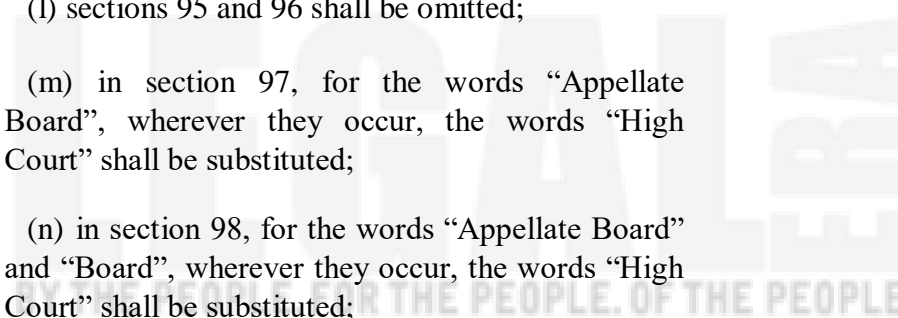 (l) sections 95 and 96 shall be omitted;
(m) in section 97, for the words “Appellate
Board”, wherever they occur, the words “High
Court” shall be substituted;
(n) in section 98, for the words “Appellate Board”
and “Board”, wherever they occur, the words “High
Court” shall be substituted;
LEGAL
ERA
BY THE PEOPLE. FOR THE PEOPLE. OF THE PEOPLE